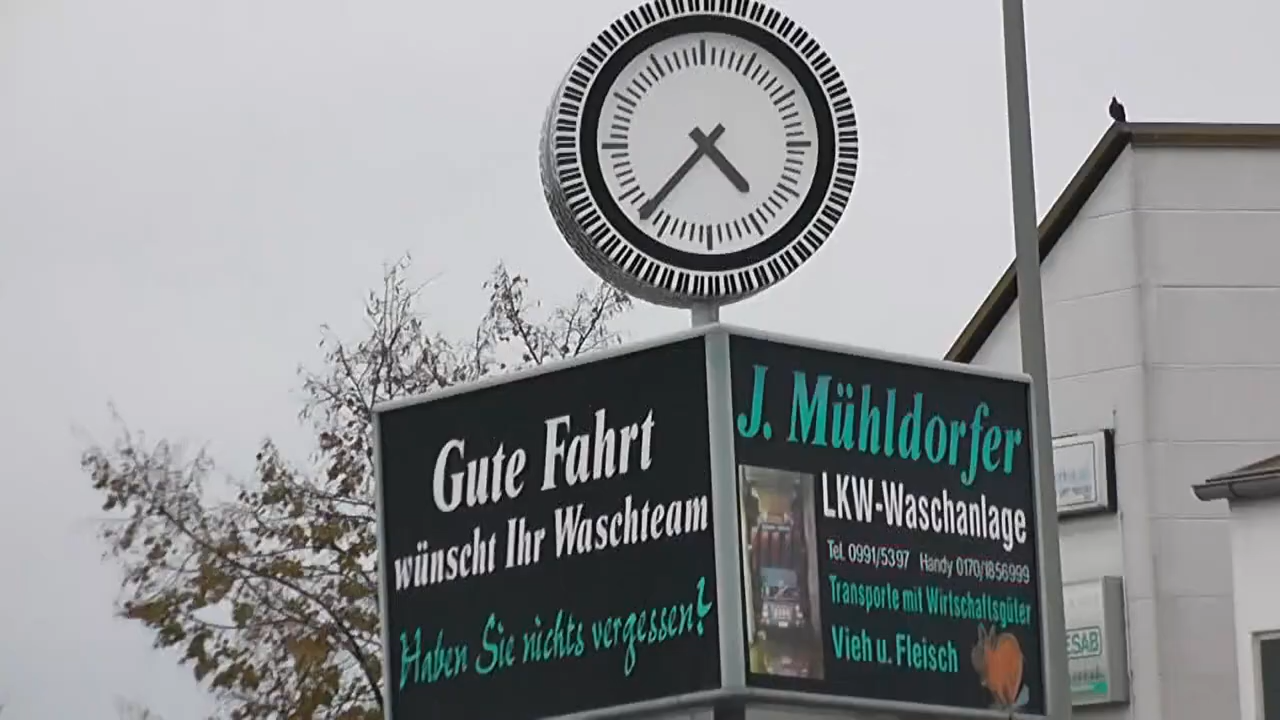 Gute Fahrt
wünscht Ihr Waschteam
Haben Sie nichts vergessen?
J. Mühldorfer
LKW-Waschanlage
Tel. 0991/5397 Handy 0170/1856999
Transporte mit Wirtschaftsgüter
Vieh u. Fleisch
ESAB